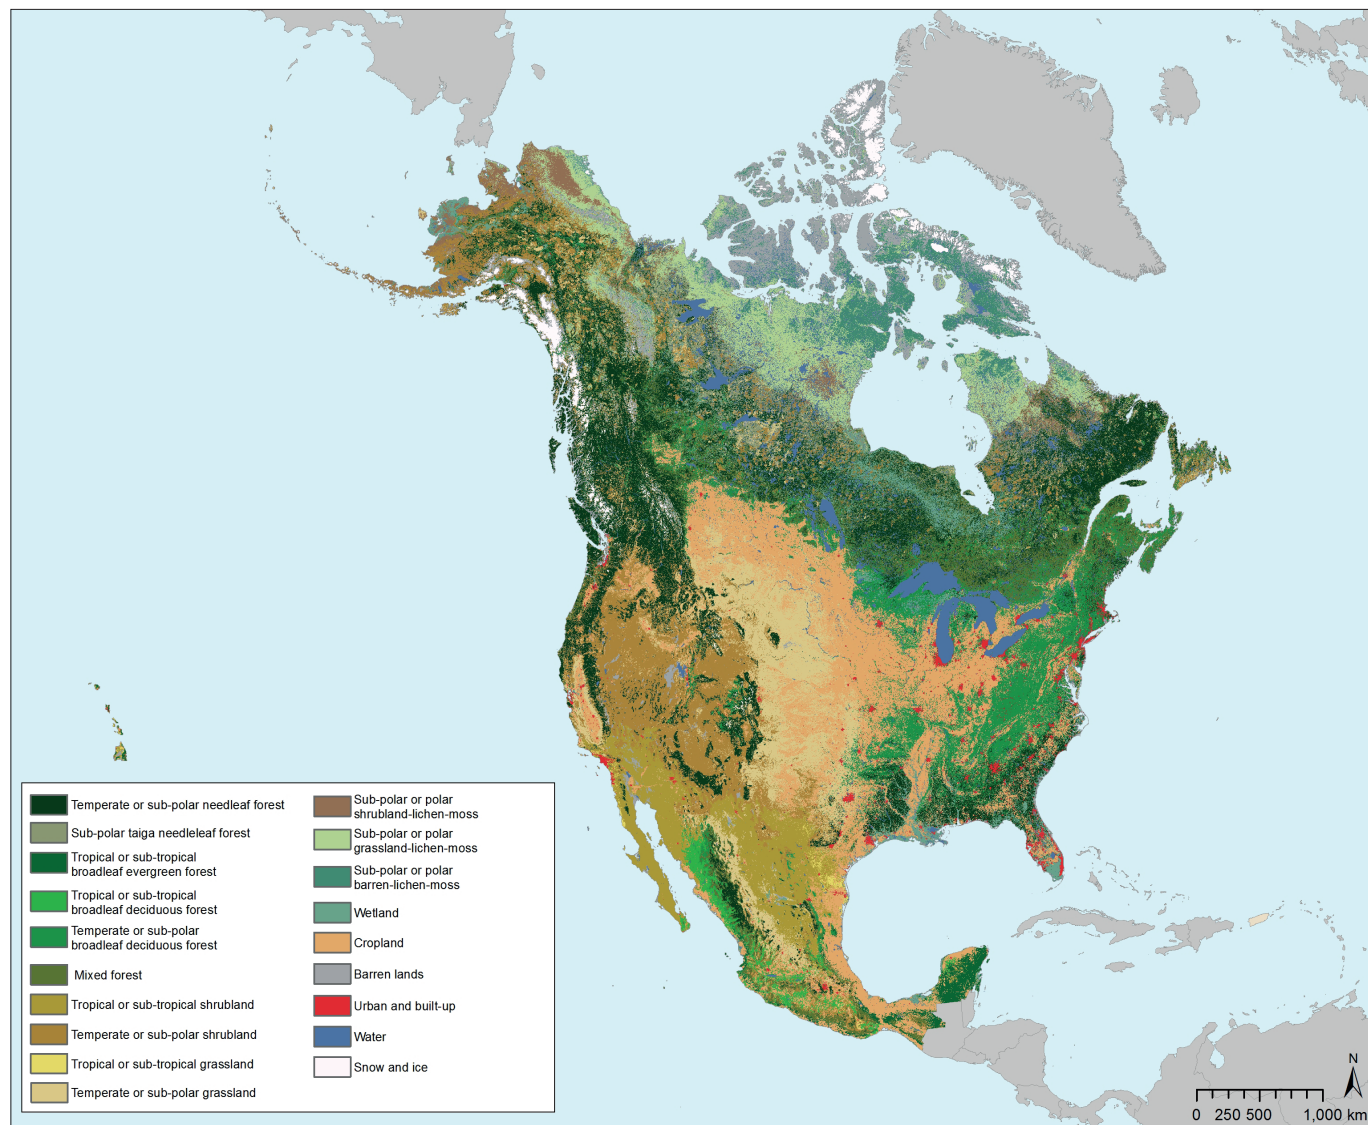 Temperate or sub-polar needleaf forest
Sub-polar taiga needleleaf forest
Tropical or sub-tropical
broadleaf evergreen forest
Tropical or sub-tropical
broadleaf deciduous forest
Temperate or sub-polar
broadleaf deciduous forest
Mixed forest
Tropical or sub-tropical shrubland
Temperate or sub-polar shrubland
Tropical or sub-tropical grassland
Temperate or sub-polar grassland
Sub-polar or polar
shrubland-lichen-moss
Sub-polar or polar
grassland-lichen-moss
Sub-polar or polar
barren-lichen-moss
Wetland
Cropland
Barren lands
Urban and built-up
Water
Snow and ice
N
0 250 500 1,000 km